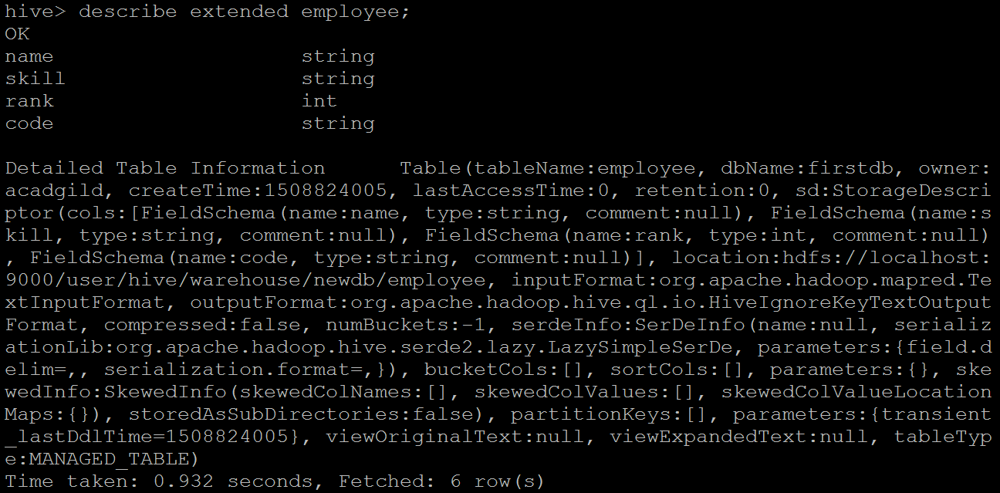 hive> describe extended employee;
OK
name                    string
skill                   string
rank                    int
code                    string
Detailed Table Information      Table(tableName:employee, dbName:firstdb, owner:
acadgild, createTime:1508824005, lastAccessTime:0, retention:0, sd:StorageDescri
ptor(cols:[FieldSchema(name:name, type:string, comment:null), FieldSchema(name:s
kill, type:string, comment:null), FieldSchema(name:rank, type:int, comment:null)
, FieldSchema(name:code, type:string, comment:null)], location:hdfs://localhost:
9000/user/hive/warehouse/newdb/employee, inputFormat:org.apache.hadoop.mapred.Te
xtInputFormat, outputFormat:org.apache.hadoop.hive.ql.io.HiveIgnoreKeyTextOutput
Format, compressed:false, numBuckets:-1, serdeInfo:SerDeInfo(name:null, serializ
ationLib:org.apache.hadoop.hive.serde2.lazy.LazySimpleSerDe, parameters:{field.d
elim=,, serialization.format=,}), bucketCols:[], sortCols:[], parameters:{}, ske
wedInfo:SkewedInfo(skewedColNames:[], skewedColValues:[], skewedColValueLocation
Maps:{}), storedAsSubDirectories:false), partitionKeys:[], parameters:{transient
_lastDdlTime=1508824005}, viewOriginalText:null, viewExpandedText:null, tableTyp
e:MANAGED_TABLE)
Time taken: 0.932 seconds, Fetched: 6 row(s)